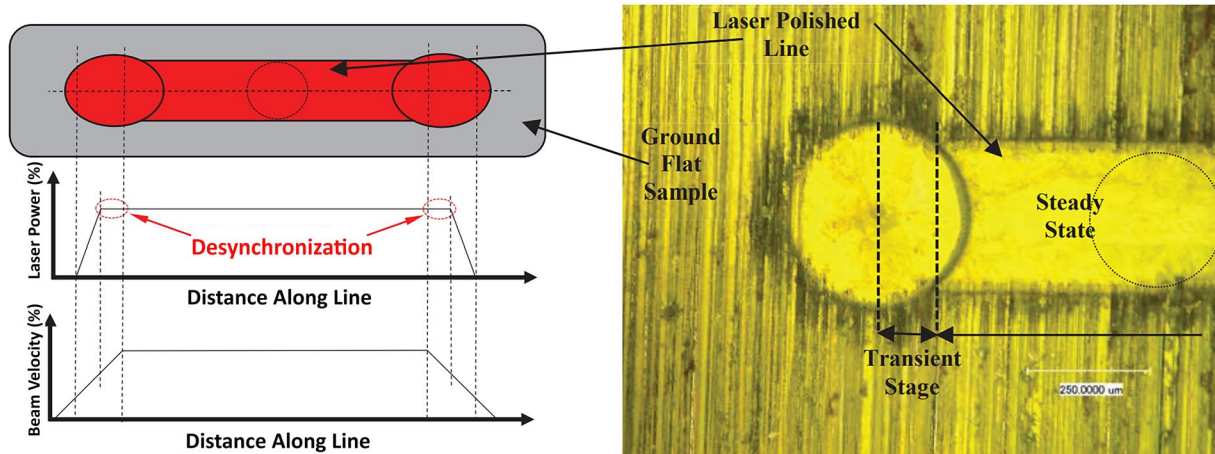 Laser Polished
Line
Ground
Flat
Sample
Laser Power (%)
Desynchronization
Distance Along Line
Beam Velocity (%)
Distance Along Line
Steady
State
Transient
Stage
250.0000 µm